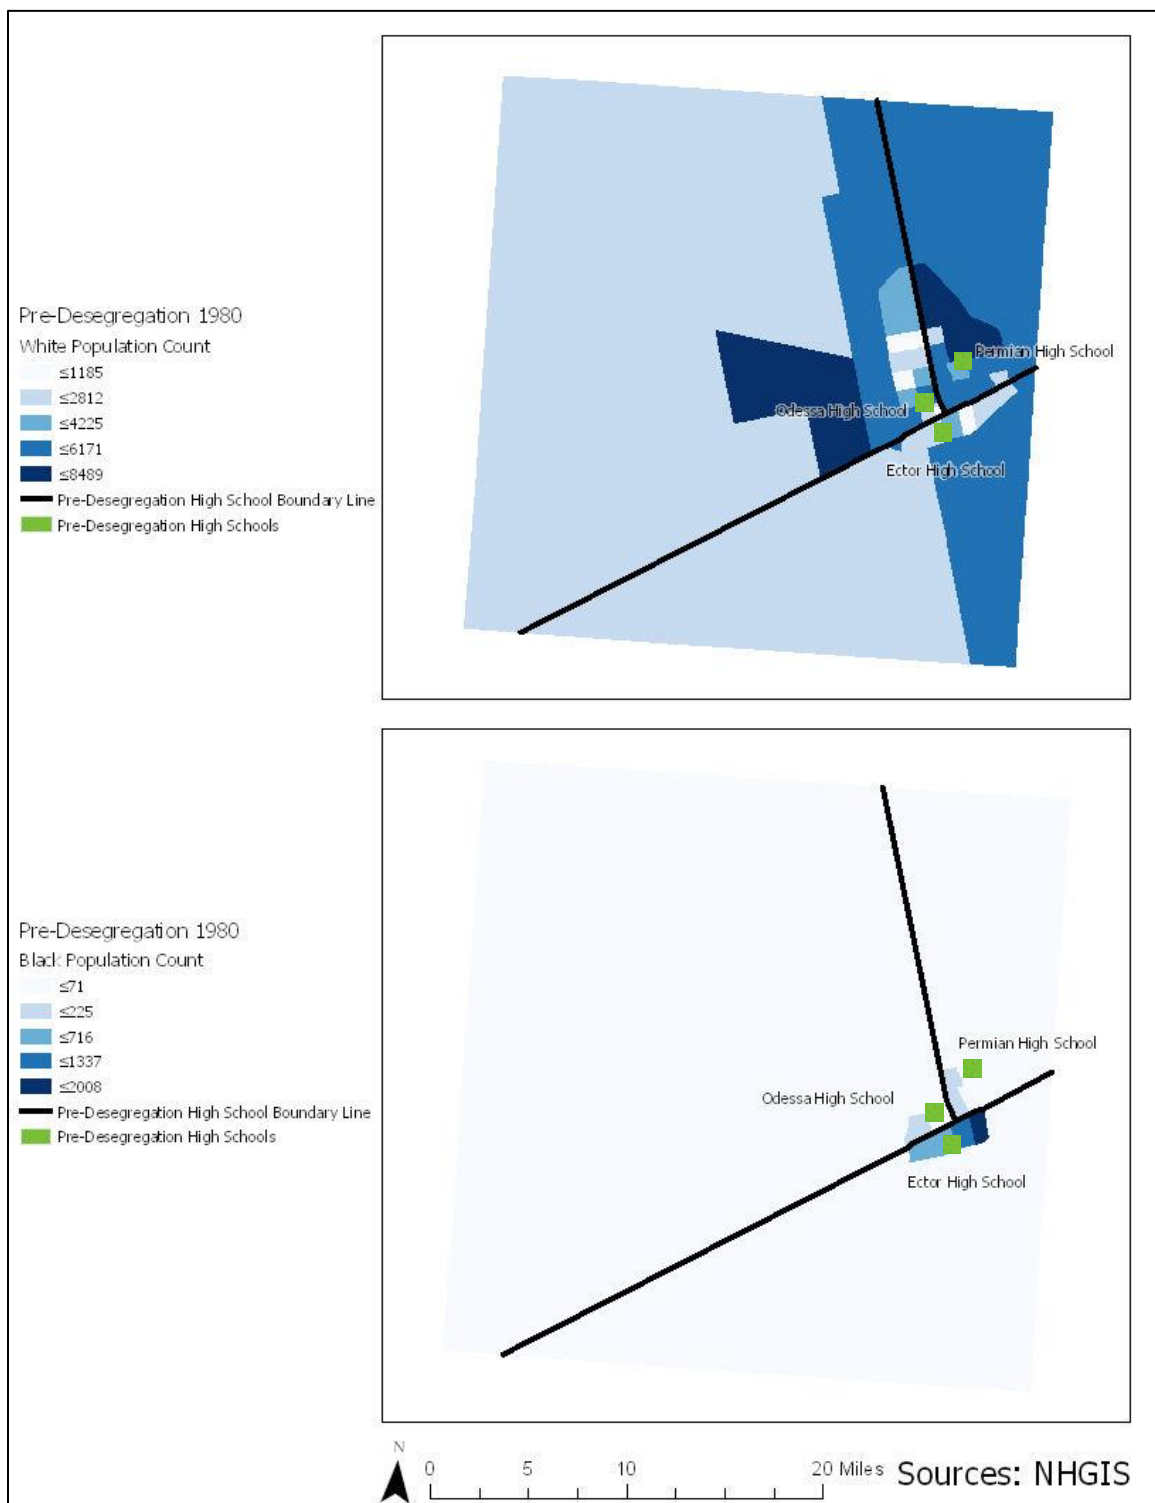 Pre-Desegregation 1980
White Population Count
≤1185
≤2812
≤4225
≤6171
≤8489
Pre-Desegregation High School Boundary Line
Pre-Desegregation High Schools
Permian High School
Odessa High School
Ector High School
Pre-Desegregation 1980
Black Population Count
≤71
≤225
≤716
≤1337
≤2008
Pre-Desegregation High School Boundary Line
Pre-Desegregation High Schools
Permian High School
Odessa High School
Ector High School
N
0 5 10 20 Miles
Sources: NHGIS